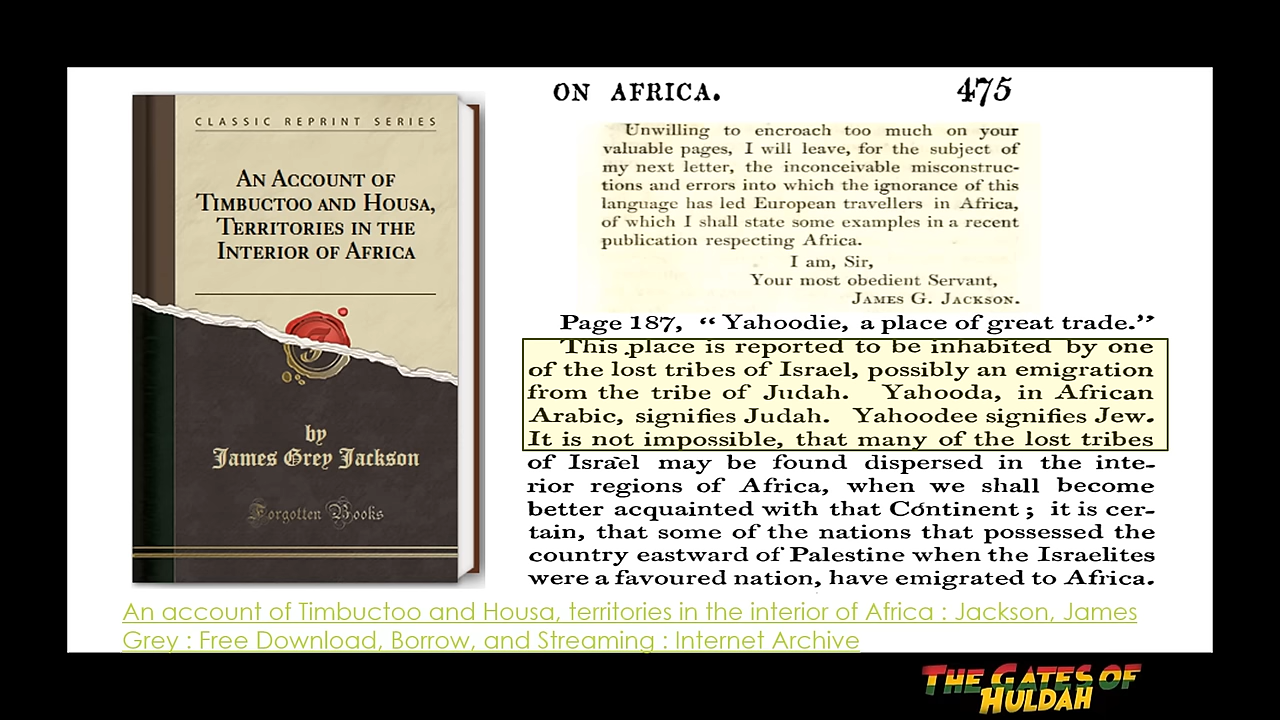 CLASSIC REPRINT SERIES
AN ACCOUNT OF
TIMBUCTOO AND HOUSA,
TERRITORIES IN THE
INTERIOR OF AFRICA
by
James Grey Jackson
Forgotten Books
ON AFRICA. 475
Unwilling to encroach too much on your
valuable pages, I will leave, for the subject of
my next letter, the inconceivable misconstruc-
tions and errors into which the ignorance of this
language has led European travellers in Africa,
of which I shall state some examples in a recent
publication respecting Africa.
I am, Sir,
Your most obedient Servant,
JAMES G. JACKSON.
Page 187, “ Yahoodie, a place of great trade.”
This place is reported to be inhabited by one
of the lost tribes of Israel, possibly an emigration
from the tribe of Judah. Yahooda, in African
Arabic, signifies Judah. Yahoodee signifies Jew.
It is not impossible, that many of the lost tribes
of Israel may be found dispersed in the inte-
rior regions of Africa, when we shall become
better acquainted with that Continent ; it is cer-
tain, that some of the nations that possessed the
country eastward of Palestine when the Israelites
were a favoured nation, have emigrated to Africa.
An account of Timbuctoo and Housa, territories in the interior of Africa : Jackson, James
Grey : Free Download, Borrow, and Streaming : Internet Archive
THE GATES OF
HULDAH